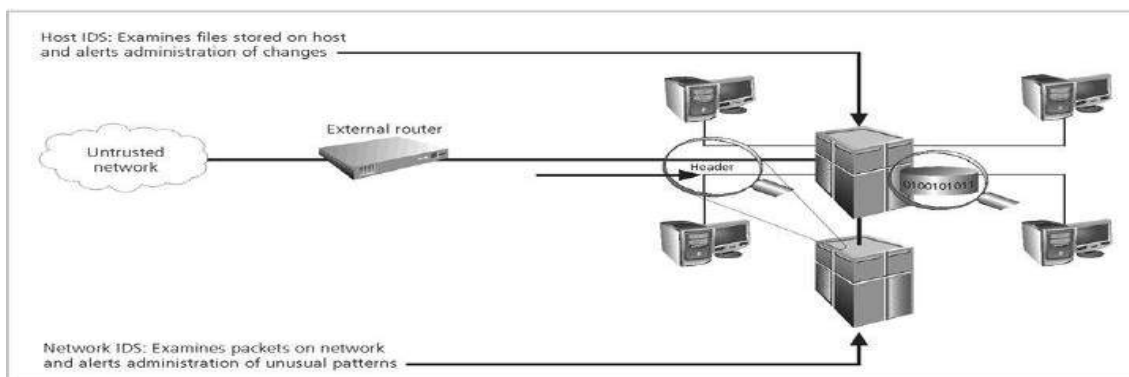 Host IDS: Examines files stored on host
and alerts administration of changes
External router
Untrusted
network
Header
0100101011
Network IDS: Examines packets on network
and alerts administration of unusual patterns